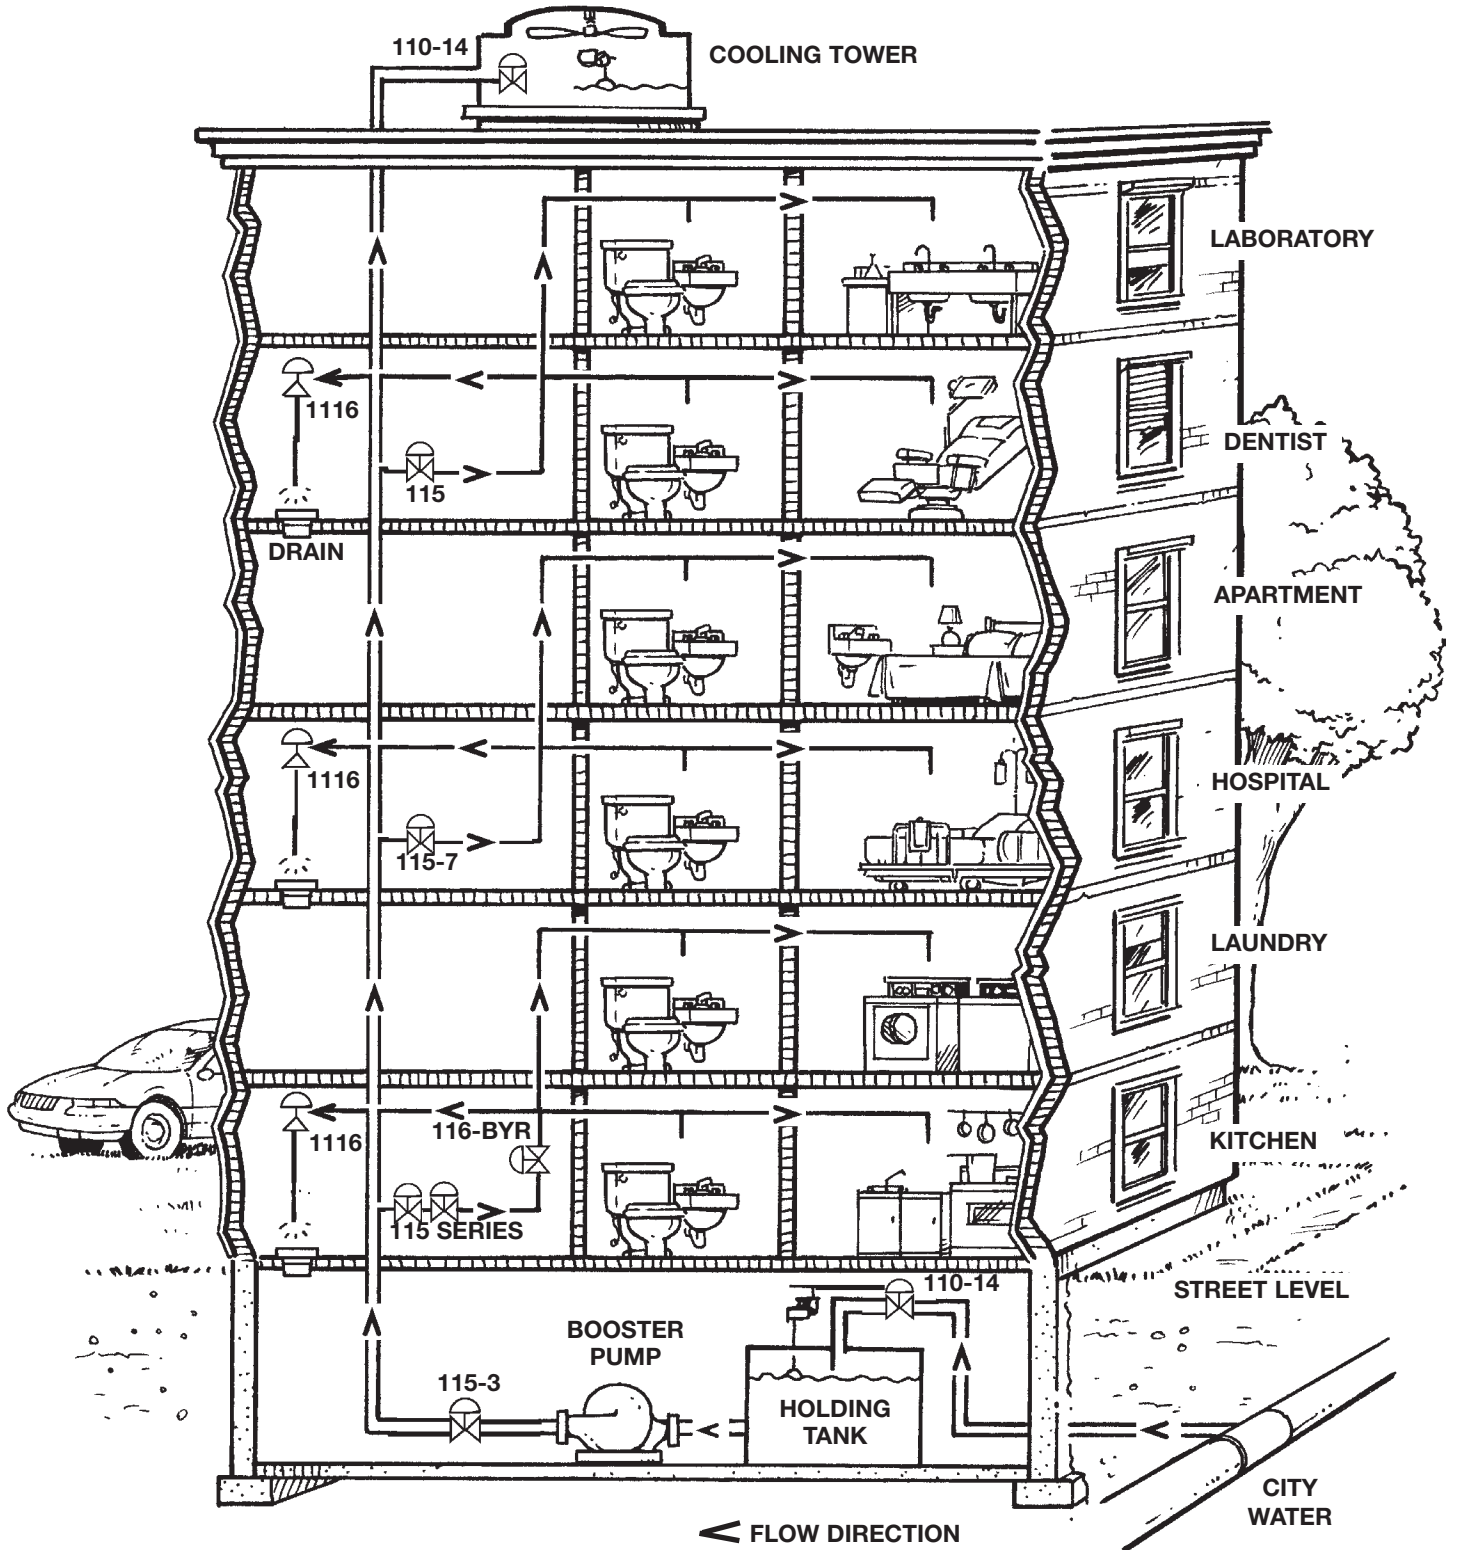 110-14
COOLING TOWER
LABORATORY
1116
115
DENTIST
DRAIN
APARTMENT
1116
115-7
HOSPITAL
LAUNDRY
1116
116-BYR
KITCHEN
115 SERIES
110-14
STREET LEVEL
BOOSTER
PUMP
115-3
HOLDING
TANK
CITY
WATER
FLOW DIRECTION